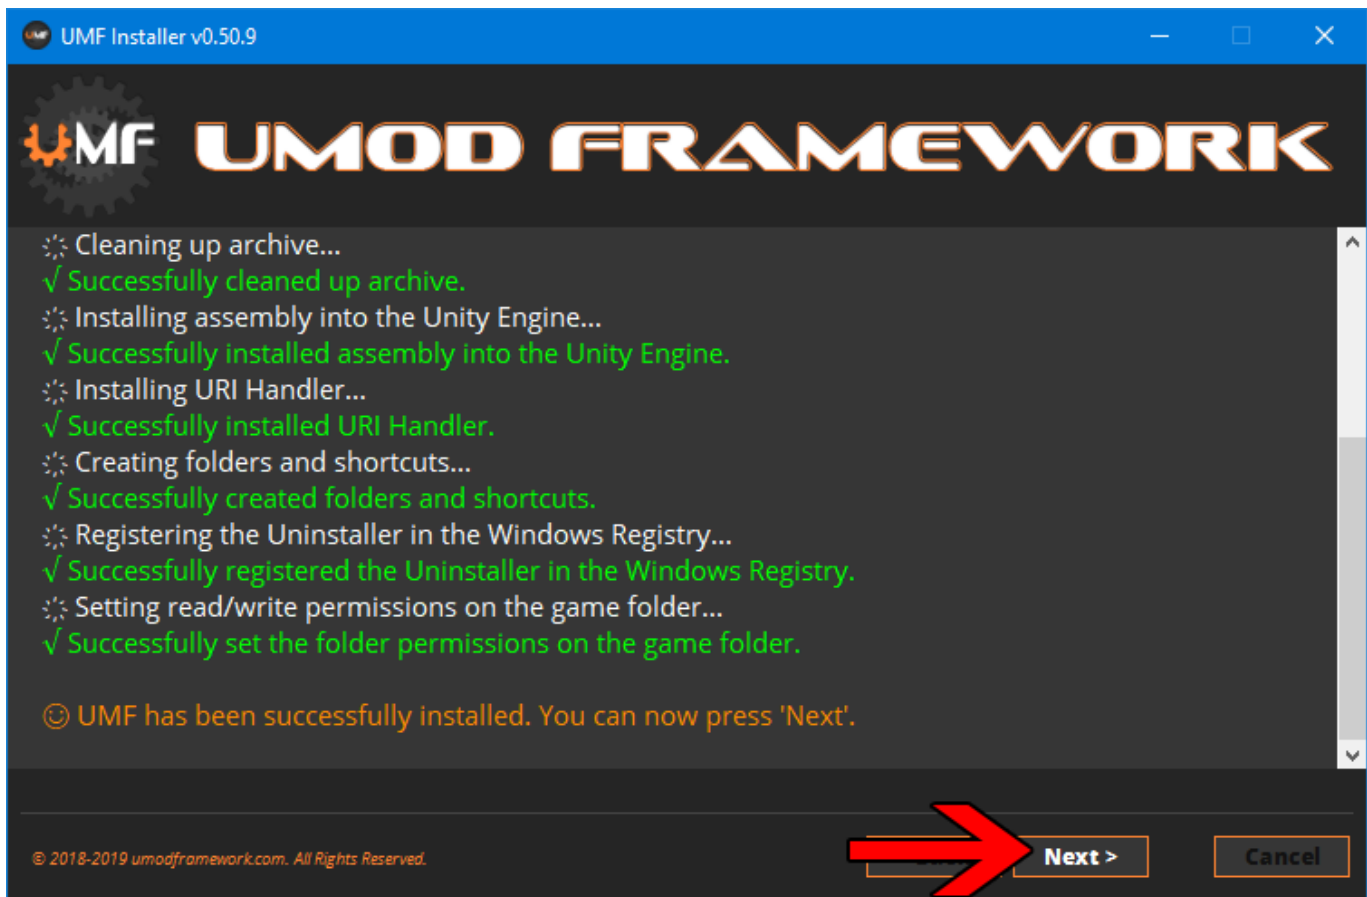 UMF Installer v0.50.9
UMF UMOD FRAMEWORK
Cleaning up archive...
√ Successfully cleaned up archive.
Installing assembly into the Unity Engine...
√ Successfully installed assembly into the Unity Engine.
Installing URI Handler...
√ Successfully installed URI Handler.
Creating folders and shortcuts...
√ Successfully created folders and shortcuts.
Registering the Uninstaller in the Windows Registry...
√ Successfully registered the Uninstaller in the Windows Registry.
Setting read/write permissions on the game folder...
√ Successfully set the folder permissions on the game folder.
☺ UMF has been successfully installed. You can now press 'Next'.
© 2018-2019 umodframework.com. All Rights Reserved.
Next > Cancel